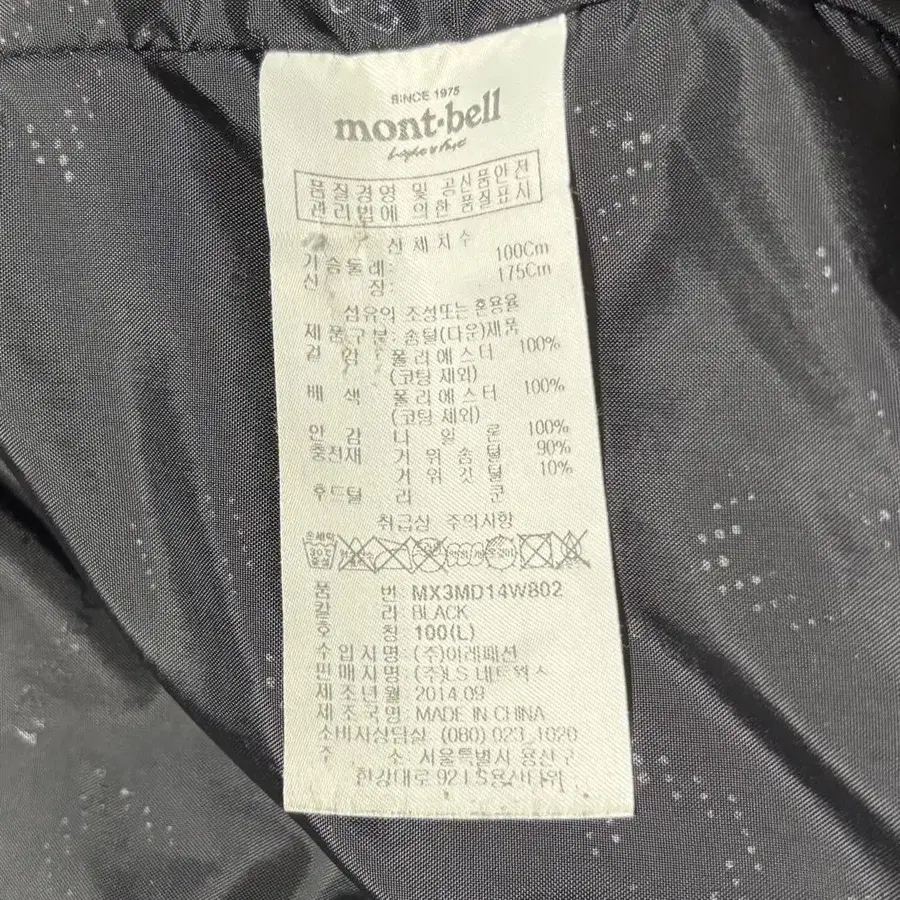 SINCE 1975
mont-bell
Light & Fast
품질경영 및 공산품안전
관리법에 의한 품질표시
신체치수
가슴둘레: 100Cm
신 장: 175Cm
섬유의 조성또는 혼용율
제품구분: 솜털(다운)제품
겉 감 폴리에스터 100%
(코팅 제외)
배 색 폴리에스터 100%
(코팅 제외)
안 감 나 일 론 100%
충전재 거 위 솜 털 90%
거 위 깃 털 10%
후드털 라 쿤
취급상 주의사항
30℃
품 번: MX3MD14W802
칼 라 BLACK
호 칭 100(L)
수입자명: (주)이레패션
판매자명: (주)LS 네트웍스
제조년월 2014.09
제조국명: MADE IN CHINA
소비자상담실 (080) 023_1020
주 소: 서울특별시 용산구
한강대로 92 LS용산타워